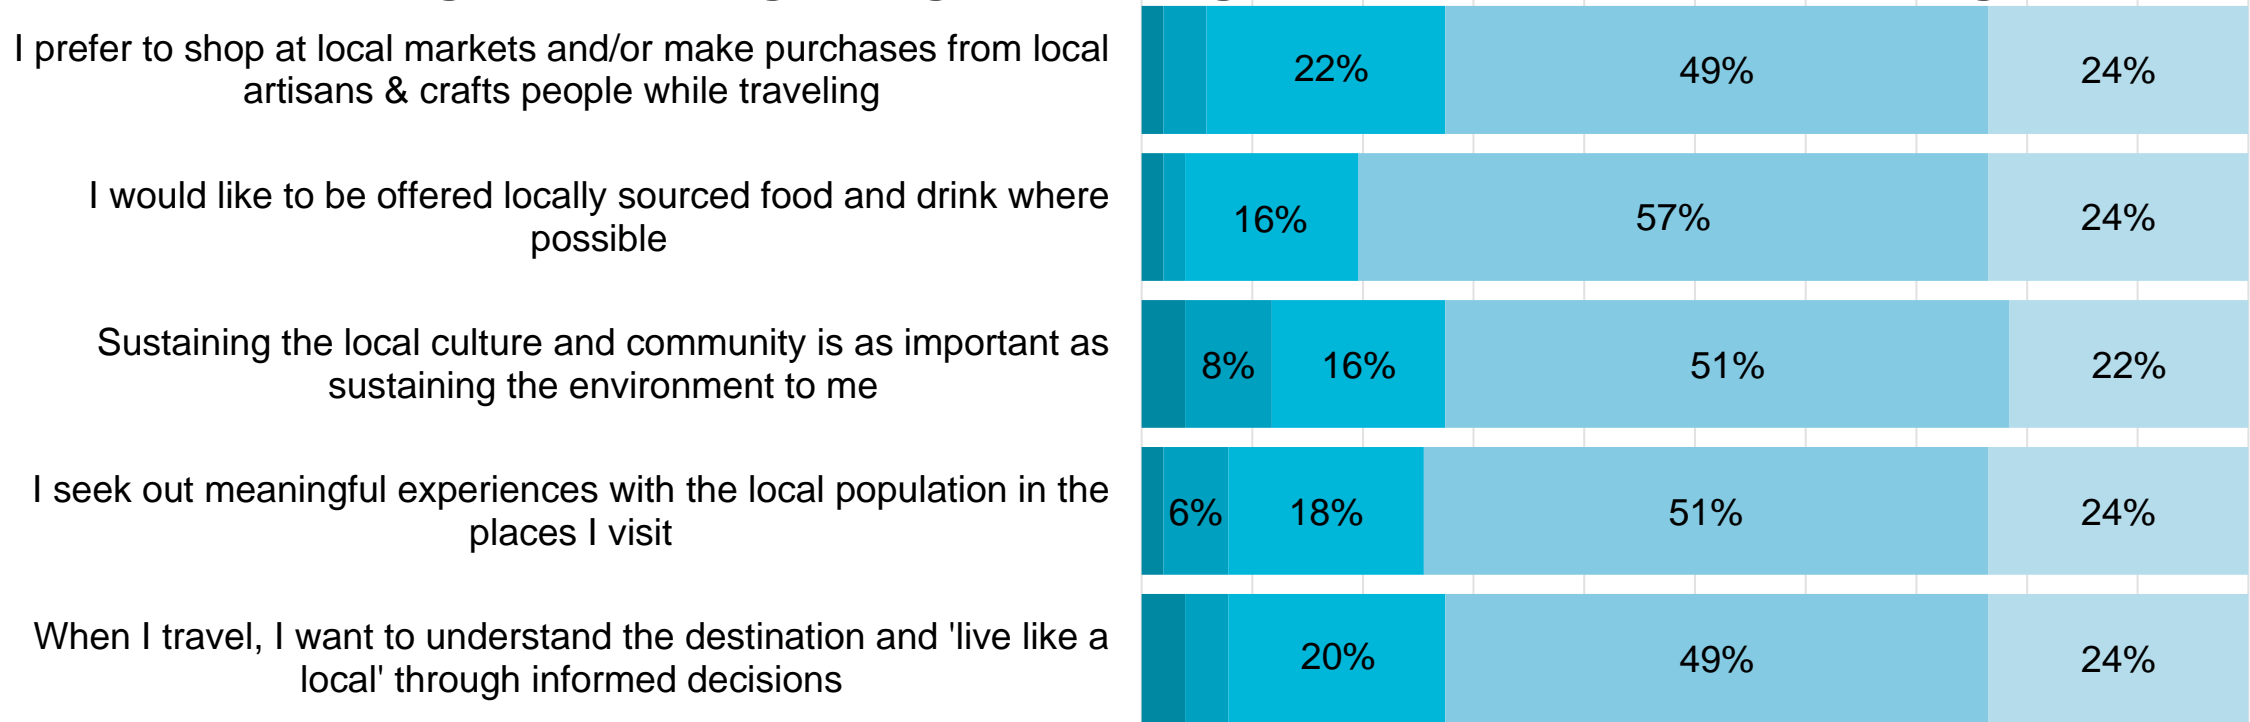 I prefer to shop at local markets and/or make purchases from local
artisans & crafts people while traveling
22%
49%
24%
I would like to be offered locally sourced food and drink where
possible
16%
57%
24%
Sustaining the local culture and community is as important as
sustaining the environment to me
8%
16%
51%
22%
I seek out meaningful experiences with the local population in the
places I visit
6%
18%
51%
24%
When I travel, I want to understand the destination and 'live like a
local' through informed decisions
20%
49%
24%